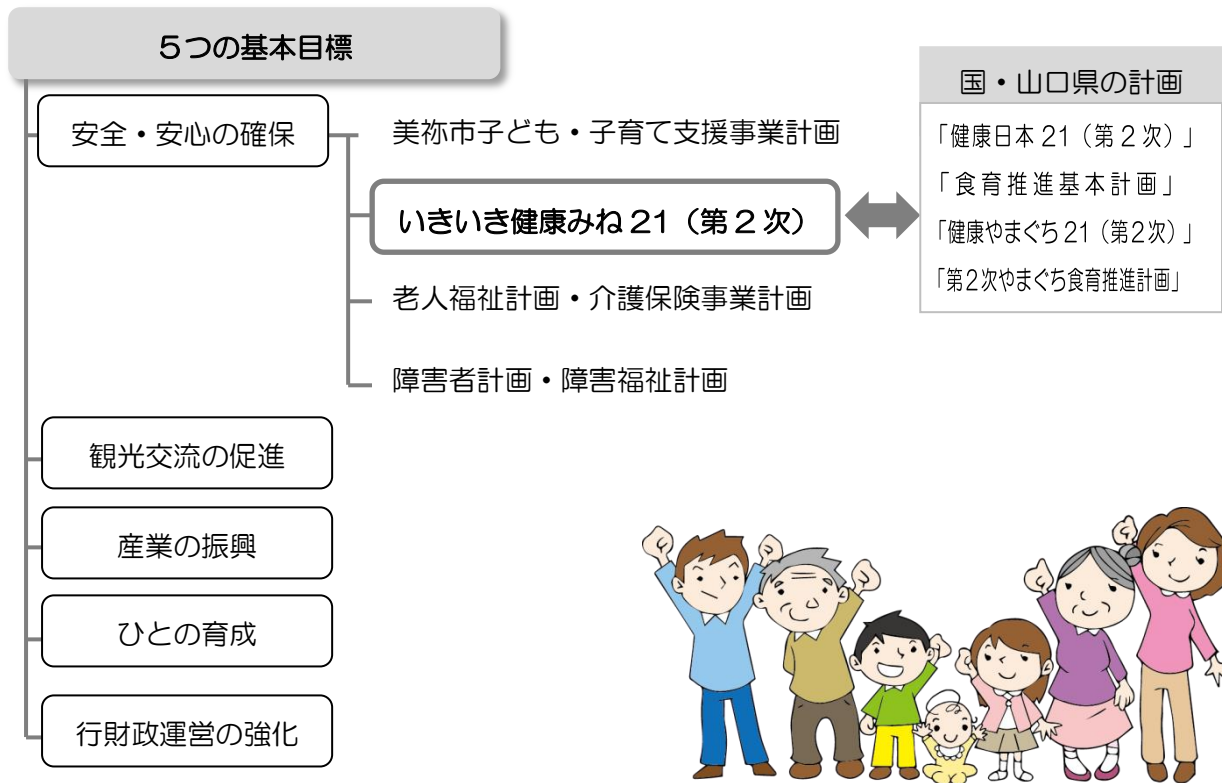 5つの基本目標
安全・安心の確保
美祢市子ども・子育て支援事業計画
いきいき健康みね21（第2次）
老人福祉計画・介護保険事業計画
障害者計画・障害福祉計画
観光交流の促進
産業の振興
ひとの育成
行財政運営の強化
国・山口県の計画
「健康日本21（第2次）」
「食育推進基本計画」
「健康やまぐち21（第2次）」
「第2次やまぐち食育推進計画」